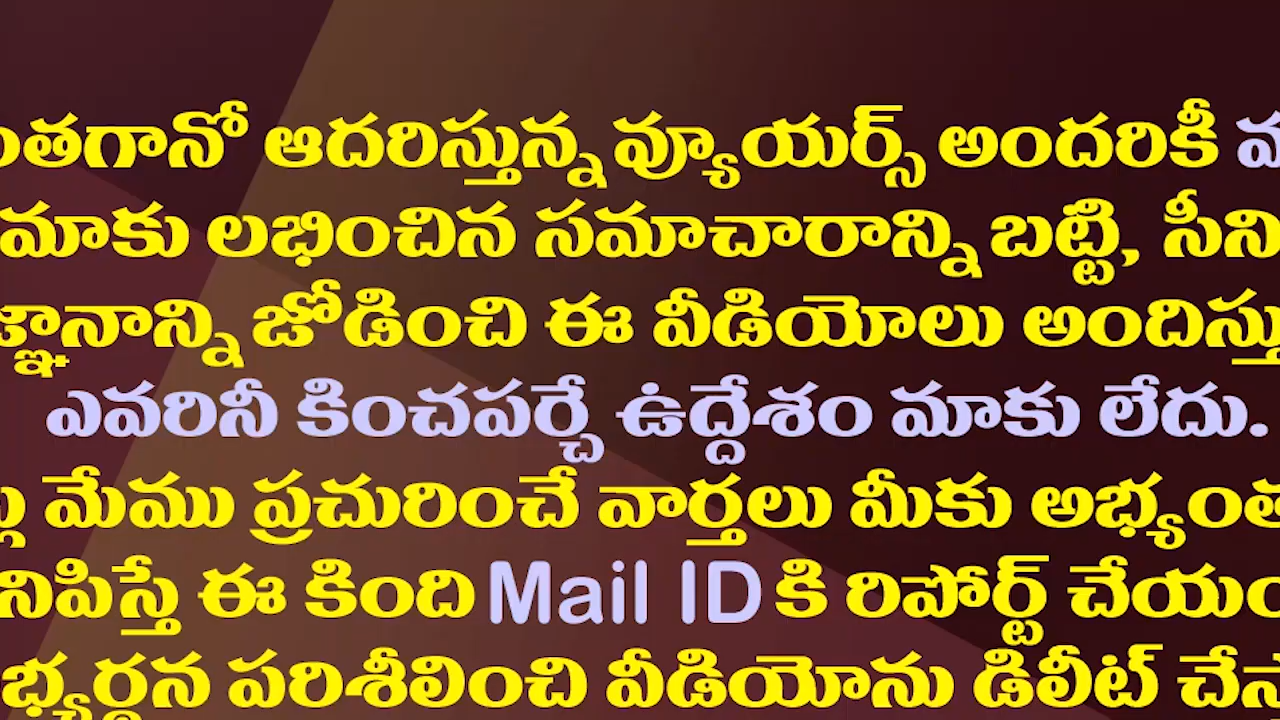 ంతగానో ఆదరిస్తున్న వ్యూయర్స్ అందరికీ
మాకు లభించిన సమాచారాన్ని బట్టి, సీని
జ్ఞానాన్ని జోడించి ఈ వీడియోలు అందిస్తు
ఎవరినీ కించపర్చే ఉద్దేశం మాకు లేదు.
మేము ప్రచురించే వార్తలు మీకు అభ్యంత
నిపిస్తే ఈ కింది Mail ID కి రిపోర్ట్ చేయం
భ్యర్థన పరిశీలించి వీడియోను డిలీట్ చేస